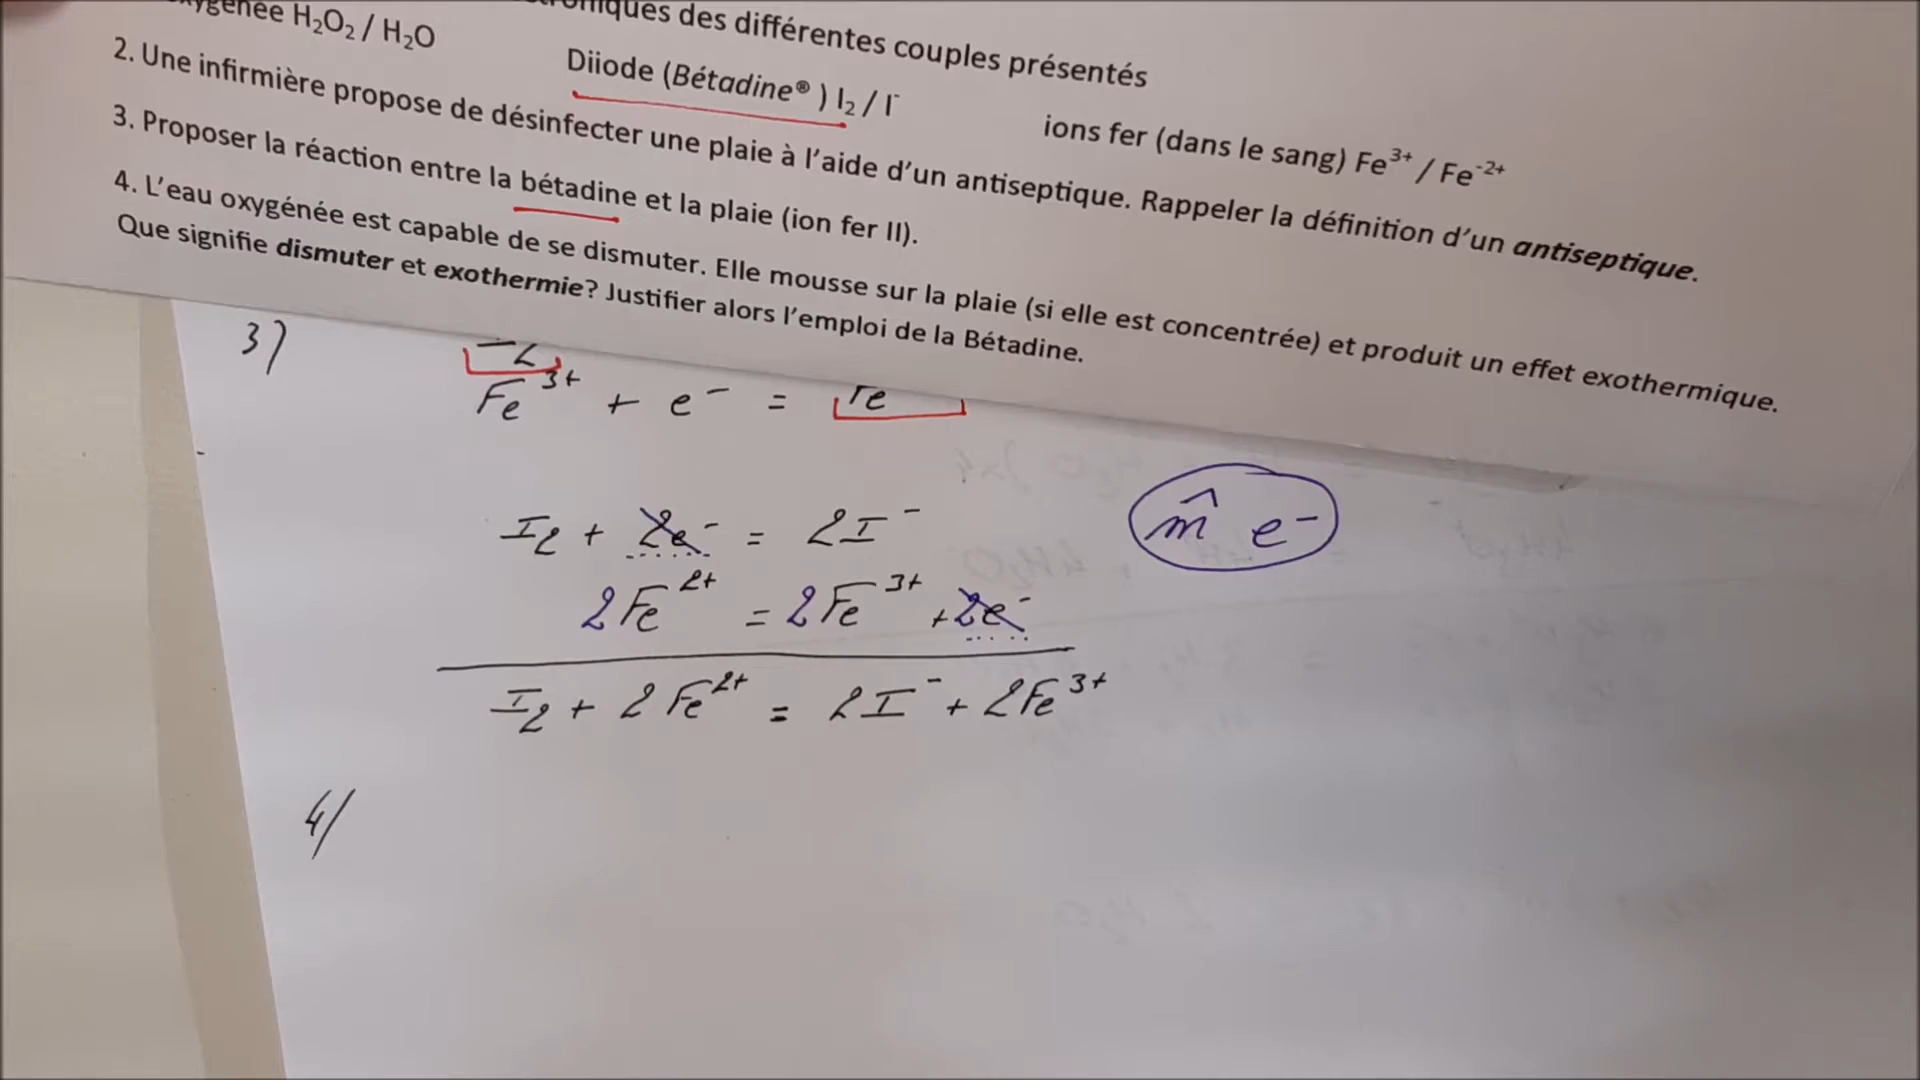 des différentes couples présentés
H₂O₂ / H₂O
Diiode (Bétadine® ) I₂ / I⁻
ions fer (dans le sang) Fe³⁺ / Fe⁻²⁺
2. Une infirmière propose de désinfecter une plaie à l’aide d’un antiseptique. Rappeler la définition d’un antiseptique.
3. Proposer la réaction entre la bétadine et la plaie (ion fer II).
4. L’eau oxygénée est capable de se dismuter. Elle mousse sur la plaie (si elle est concentrée) et produit un effet exothermique.
Que signifie dismuter et exothermie? Justifier alors l’emploi de la Bétadine.
3)
Fe³⁺ + e⁻ = Fe
I₂ + 2e⁻ = 2I⁻
m̂ e⁻
2Fe²⁺ = 2Fe³⁺ + 2e⁻
I₂ + 2Fe²⁺ = 2I⁻ + 2Fe³⁺
4/